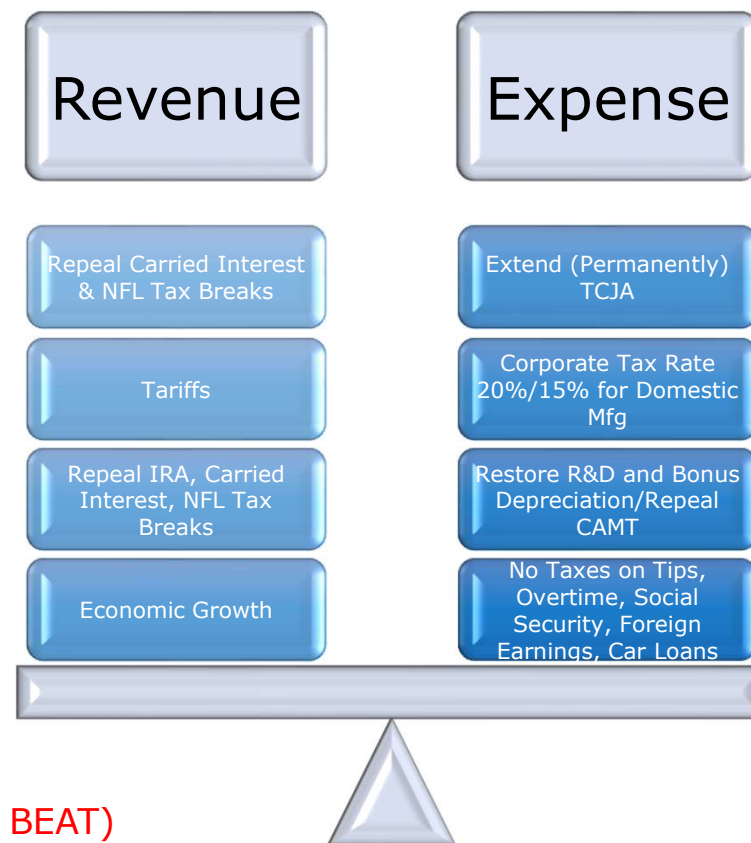 Revenue
Expense
Repeal Carried Interest
& NFL Tax Breaks
Tariffs
Repeal IRA, Carried
Interest, NFL Tax
Breaks
Economic Growth
Extend (Permanently)
TCJA
Corporate Tax Rate
20%/15% for Domestic
Mfg
Restore R&D and Bonus
Depreciation/Repeal
CAMT
No Taxes on Tips,
Overtime, Social
Security, Foreign
Earnings, Car Loans
BEAT)